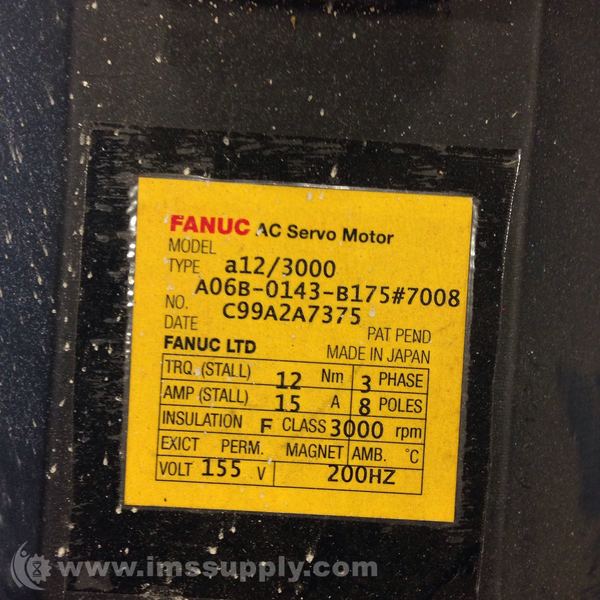 FANUC AC Servo Motor
MODEL a12/3000
TYPE A06B-0143-B175#7008
NO. C99A2A7375
DATE PAT PEND
FANUC LTD MADE IN JAPAN
TRQ. (STALL) 12 Nm 3 PHASE
AMP (STALL) 15 A 8 POLES
INSULATION F CLASS 3000 rpm
EXICT PERM. MAGNET AMB. °C
VOLT 155 V 200HZ
www.imssupply.com